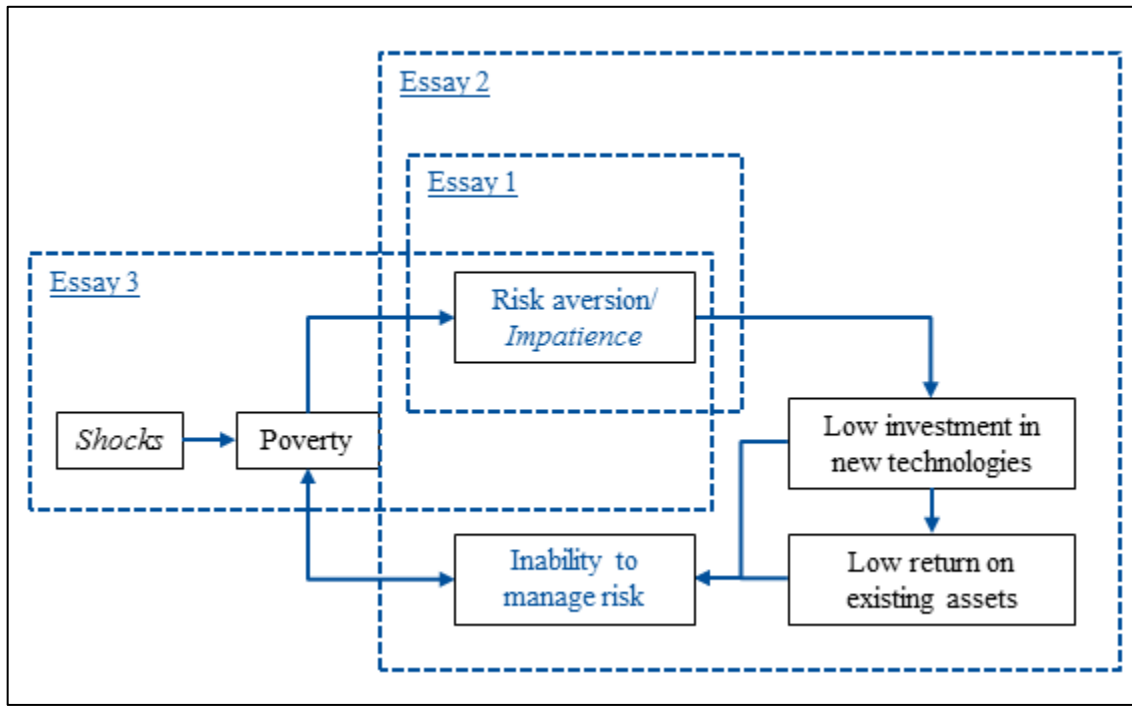 Essay 2
Essay 1
Essay 3
Risk aversion/
Impatience
Shocks
Poverty
Low investment in
new technologies
Inability to
manage risk
Low return on
existing assets